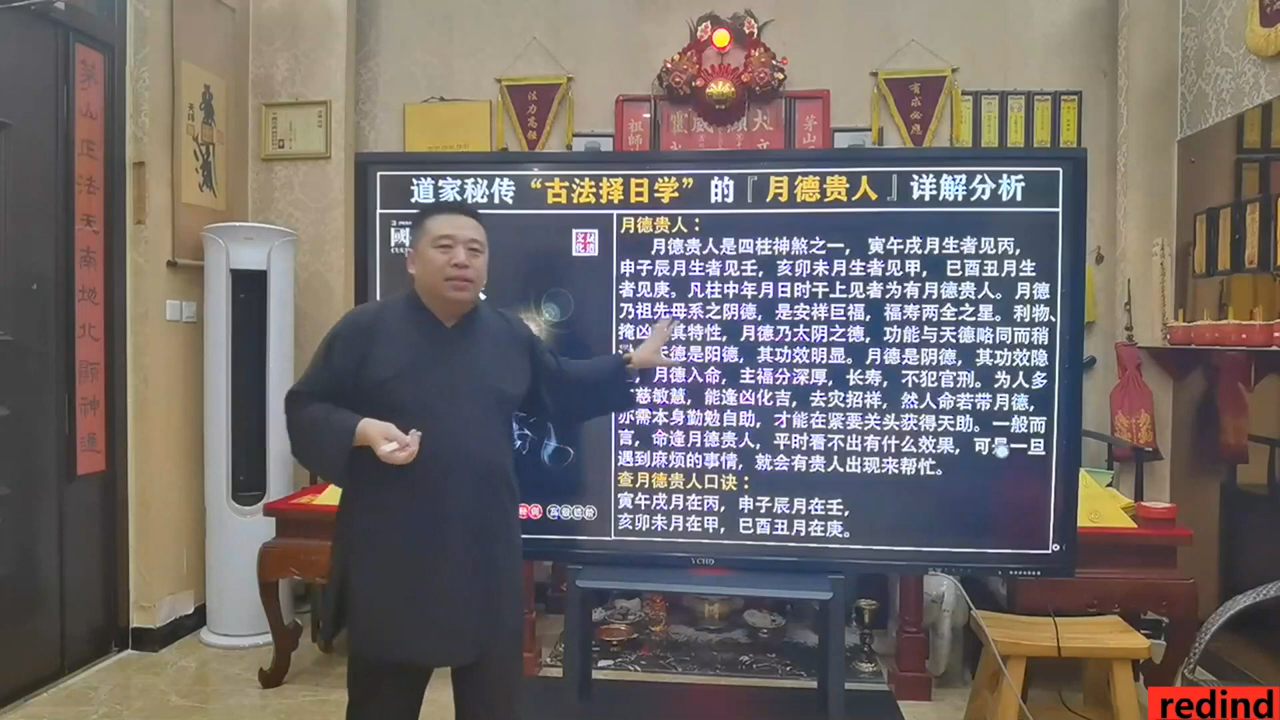 道家秘传“古法择日学”的『月德贵人』详解分析
月德贵人：
月德贵人是四柱神煞之一，寅午戌月生者见丙，
申子辰月生者见壬，亥卯未月生者见甲，巳酉丑月生
者见庚。凡柱中年月日时干上见者为有月德贵人。月德
乃祖先母系之阴德，是安祥巨福，福寿两全之星。利物、
掩凶 其特性，月德乃太阴之德，功能与天德略同而稍
天德是阳德，其功效明显。月德是阴德，其功效隐
，月德入命，主福分深厚，长寿，不犯官刑。为人多
慈敏慧，能逢凶化吉，去灾招祥，然人命若带月德，
亦需本身勤勉自助，才能在紧要关头获得天助。一般而
言，命逢月德贵人，平时看不出有什么效果，可是一旦
遇到麻烦的事情，就会有贵人出现来帮忙。
查月德贵人口诀：
寅午戌月在丙，申子辰月在壬，
亥卯未月在甲，巳酉丑月在庚。
國
法力高强
有求必應
祖師
茅山
YCHD
redind